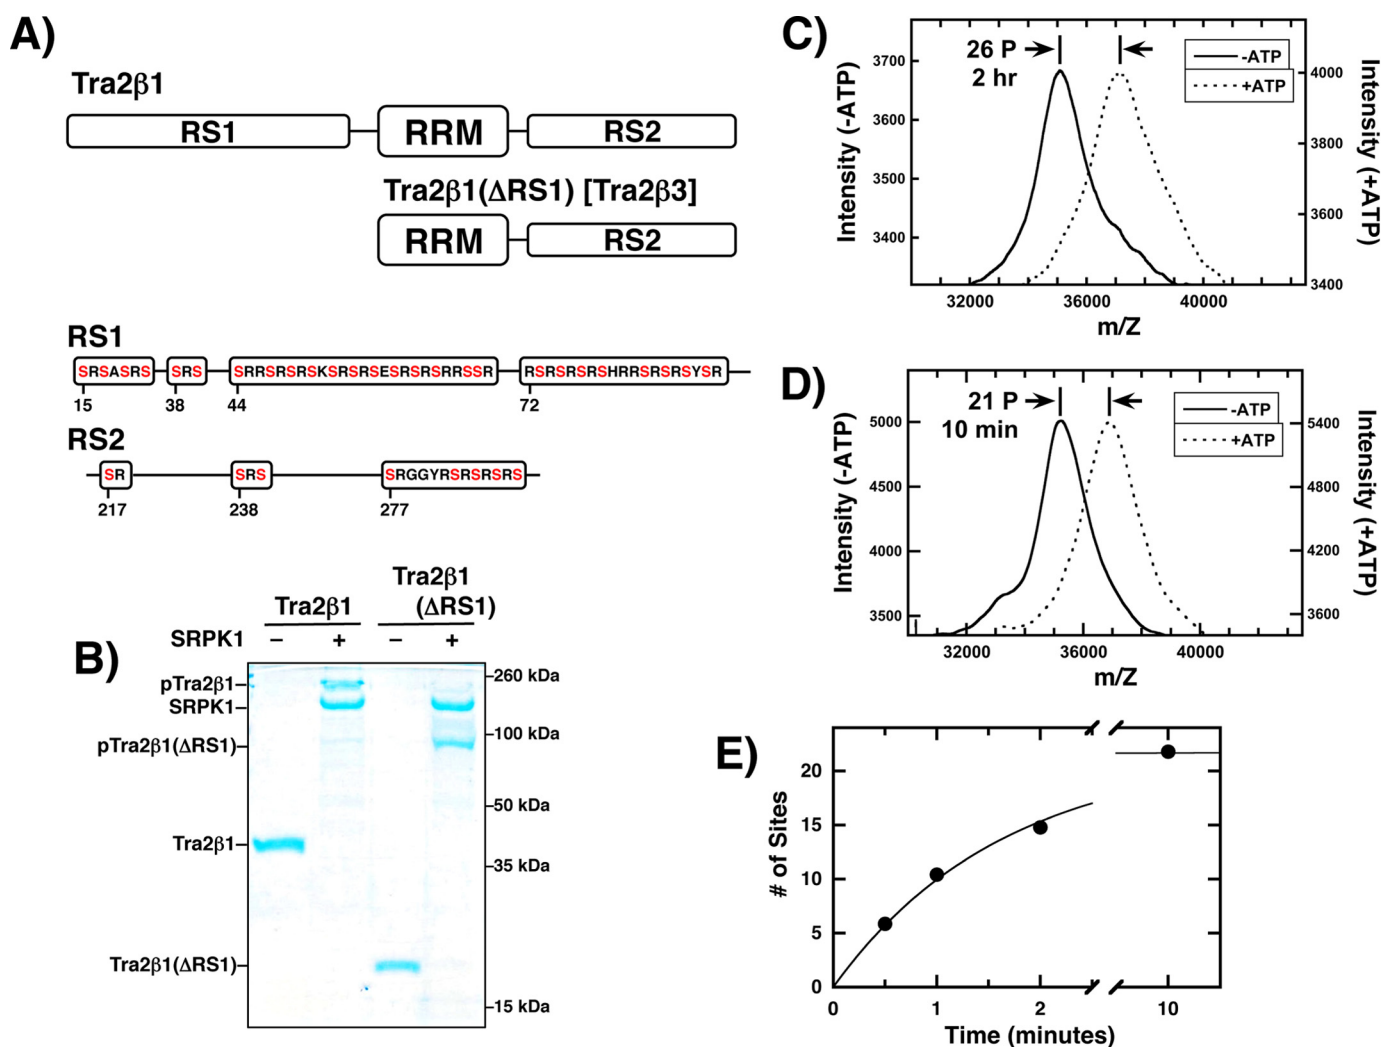 A)
Tra2β1
RS1
RRM
RS2
Tra2β1(ΔRS1) [Tra2β3]
RRM
RS2
RS1
SRSASRS
SRS
SRRSRSRSKSRSRSESRSRSRRSSR
RSRSRSRSHRRSRSRSYSR
15
38
44
72
RS2
SR
SRS
SRGGYRSRSRSRS
217
238
277
B)
Tra2β1
Tra2β1
(ΔRS1)
SRPK1
–
+
–
+
pTra2β1
SRPK1
pTra2β1(ΔRS1)
Tra2β1
Tra2β1(ΔRS1)
260 kDa
100 kDa
50 kDa
35 kDa
15 kDa
C)
26 P
2 hr
-ATP
+ATP
Intensity (-ATP)
3700
3600
3500
3400
Intensity (+ATP)
4000
3800
3600
3400
32000
36000
40000
m/Z
D)
21 P
10 min
-ATP
+ATP
Intensity (-ATP)
5000
4500
4000
3500
Intensity (+ATP)
5400
4800
4200
3600
32000
36000
40000
m/Z
E)
# of Sites
20
15
10
5
0
0
1
2
10
Time (minutes)